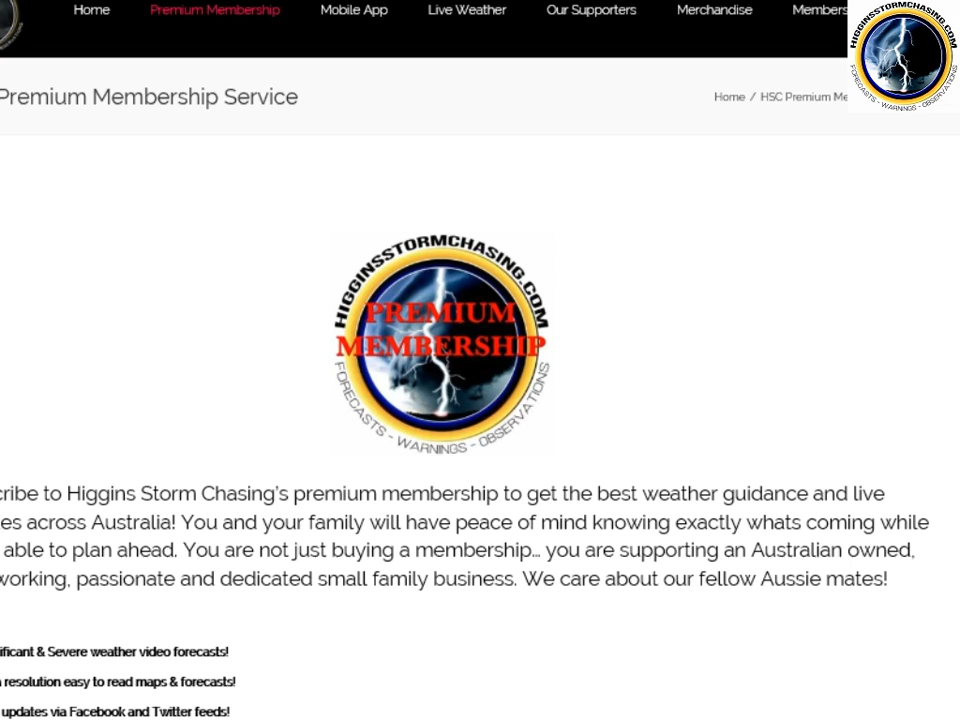 Home Premium Membership Mobile App Live Weather Our Supporters Merchandise Members
Premium Membership Service
Home / HSC Premium Me
HIGGINSSTORMCHASING.COM
FORECASTS - WARNINGS - OBSERVATIONS
HIGGINSSTORMCHASING.COM
PREMIUM
MEMBERSHIP
FORECASTS - WARNINGS - OBSERVATIONS
cribe to Higgins Storm Chasing's premium membership to get the best weather guidance and live
es across Australia! You and your family will have peace of mind knowing exactly whats coming while
able to plan ahead. You are not just buying a membership... you are supporting an Australian owned,
working, passionate and dedicated small family business. We care about our fellow Aussie mates!
ificant & Severe weather video forecasts!
resolution easy to read maps & forecasts!
updates via Facebook and Twitter feeds!